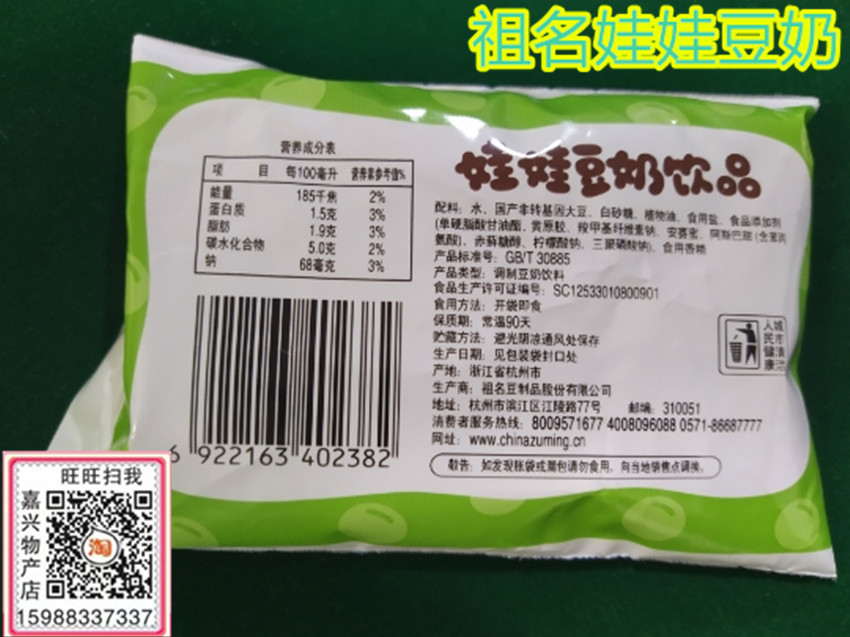 祖名娃娃豆奶
营养成分表
项 目 每100毫升 营养素参考值%
能量 185千焦 2%
蛋白质 1.5克 3%
脂肪 1.9克 3%
碳水化合物 5.0克 2%
钠 68毫克 3%
6 922163 402382
娃娃豆奶饮品
配料：水、国产非转基因大豆、白砂糖、植物油、食用盐、食品添加剂
(单硬脂酸甘油酯、黄原胶、羧甲基纤维素钠、安赛蜜、阿斯巴甜(含苯丙
氨酸)、赤藓糖醇、柠檬酸钠、三聚磷酸钠)、食用香精
产品标准号：GB/T 30885
产品类型：调制豆奶饮料
食品生产许可证编号：SC12533010800901
食用方法：开袋即食
保质期：常温90天
贮藏方法：避光阴凉通风处保存
生产日期：见包装袋封口处
产地：浙江省杭州市
生产商：祖名豆制品股份有限公司
地址：杭州市滨江区江陵路77号 邮编：310051
消费者服务热线：8009571677 4008096088 0571-86687777
网址：www.chinazuming.cn
敬告：如发现胀袋或漏包请勿食用，向当地销售点调换。
人民健康
城市清洁
旺旺扫我
嘉兴物产店
淘
15988337337